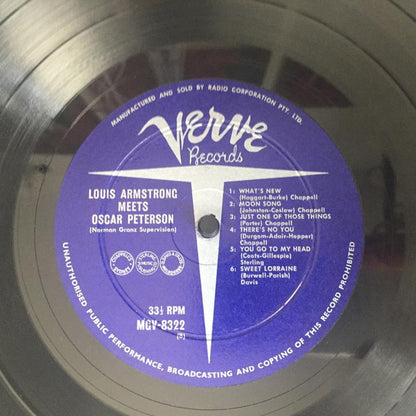 MANUFACTURED AND SOLD BY RADIO CORPORATION PTY. LTD.
Verve
Records
LOUIS ARMSTRONG
MEETS
OSCAR PETERSON
(Norman Granz Supervision)
1: WHAT'S NEW
(Haggart-Burke) Chappell
2: MOON SONG
(Johnston-Coslow) Chappell
3: JUST ONE OF THOSE THINGS
(Porter) Chappell
4: THERE'S NO YOU
(Durgom-Adair-Hopper)
Chappell
5: YOU GO TO MY HEAD
(Coots-Gillespie)
Sterling
6: SWEET LORRAINE
(Burwell-Parish)
Davis
33⅓ RPM
MGV-8322
UNAUTHORISED PUBLIC PERFORMANCE, BROADCASTING AND COPYING OF THIS RECORD PROHIBITED